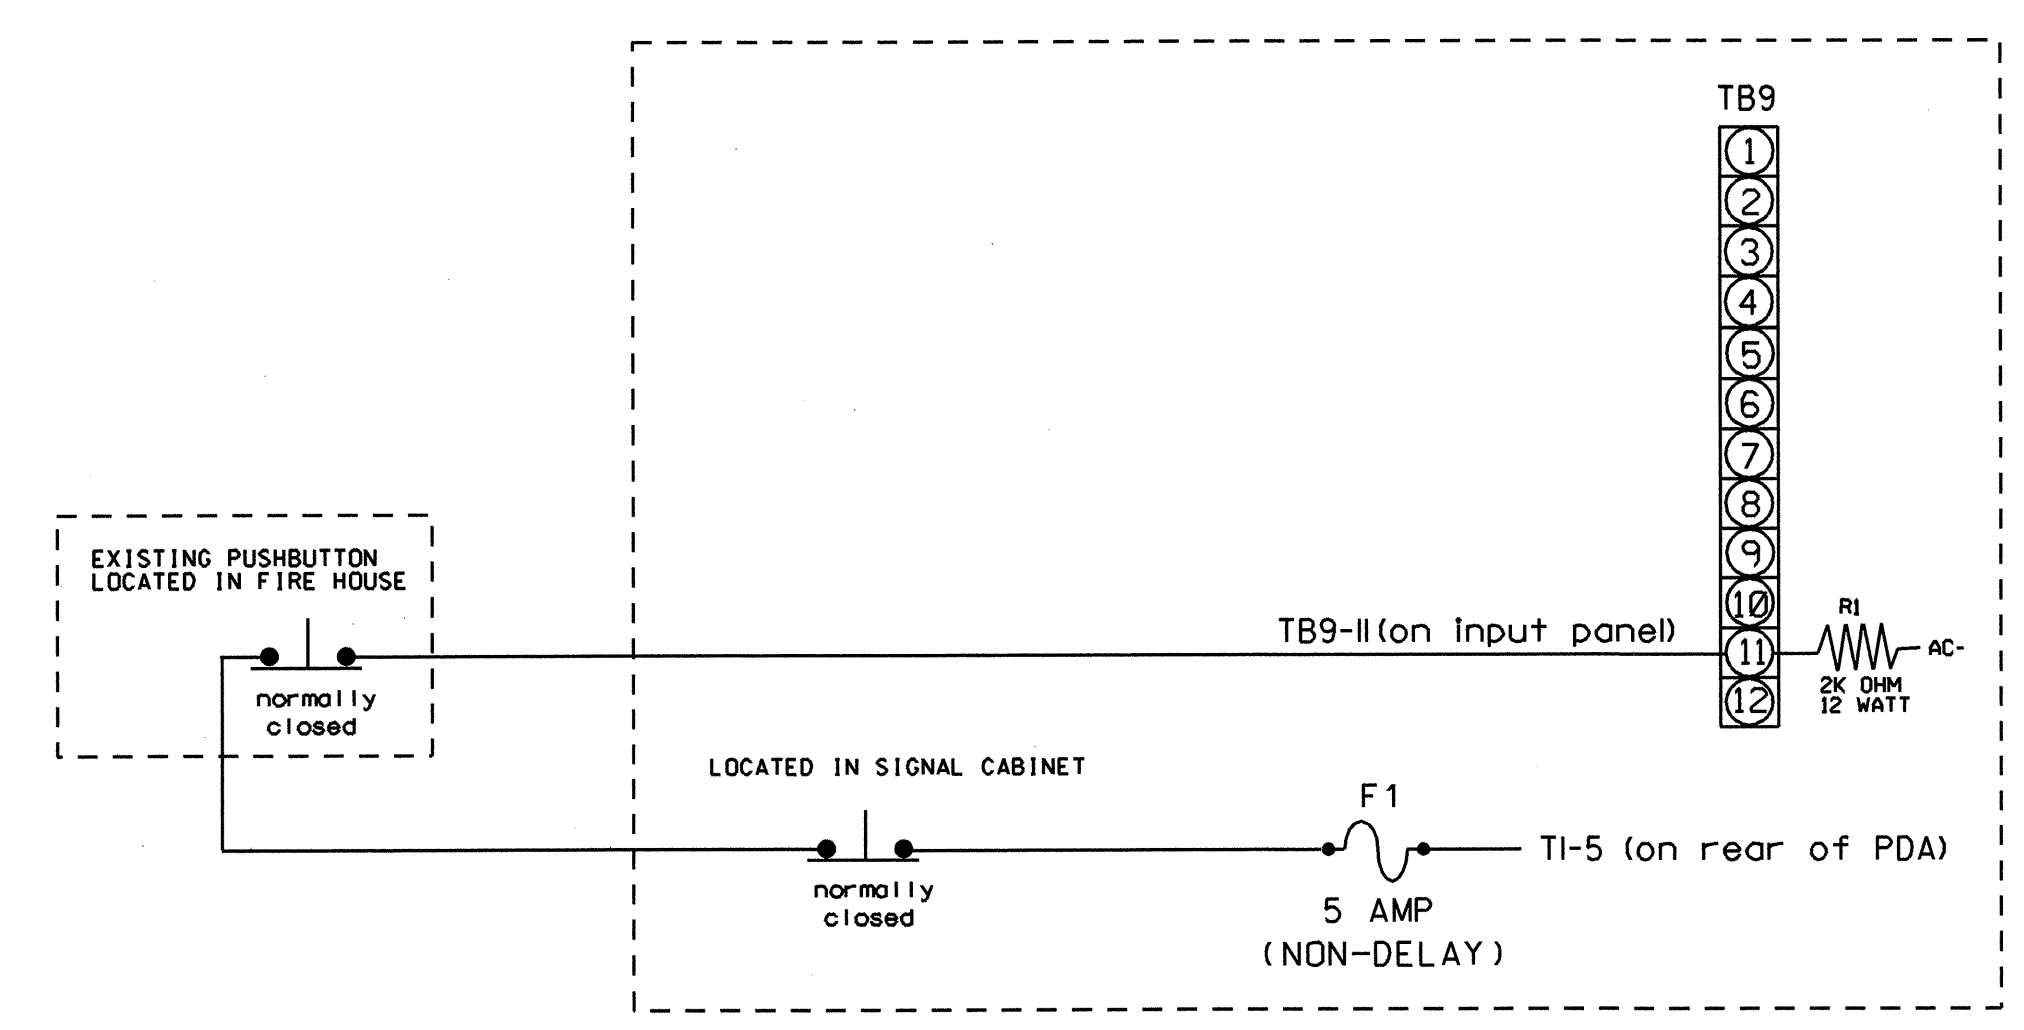 TB9
1
2
3
4
5
6
7
8
9
10
11
12
EXISTING PUSHBUTTON
LOCATED IN FIRE HOUSE
normally
closed
TB9-11(on input panel)
R1
AC-
2K OHM
12 WATT
LOCATED IN SIGNAL CABINET
normally
closed
F1
T1-5 (on rear of PDA)
5 AMP
(NON-DELAY)